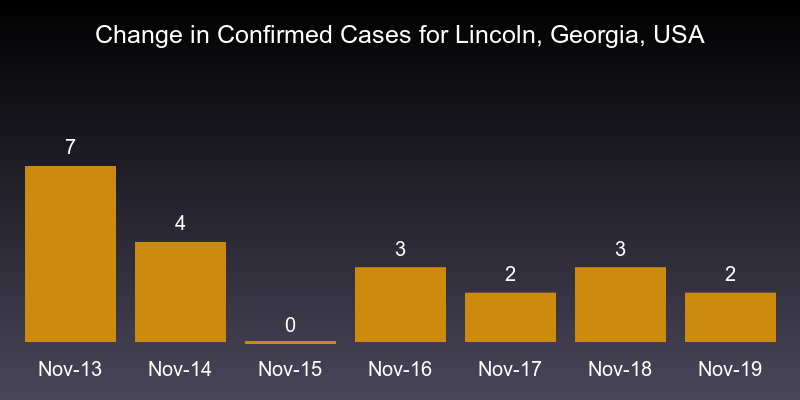 Change in Confirmed Cases for Lincoln, Georgia, USA
7
4
0
3
2
3
2
Nov-13
Nov-14
Nov-15
Nov-16
Nov-17
Nov-18
Nov-19